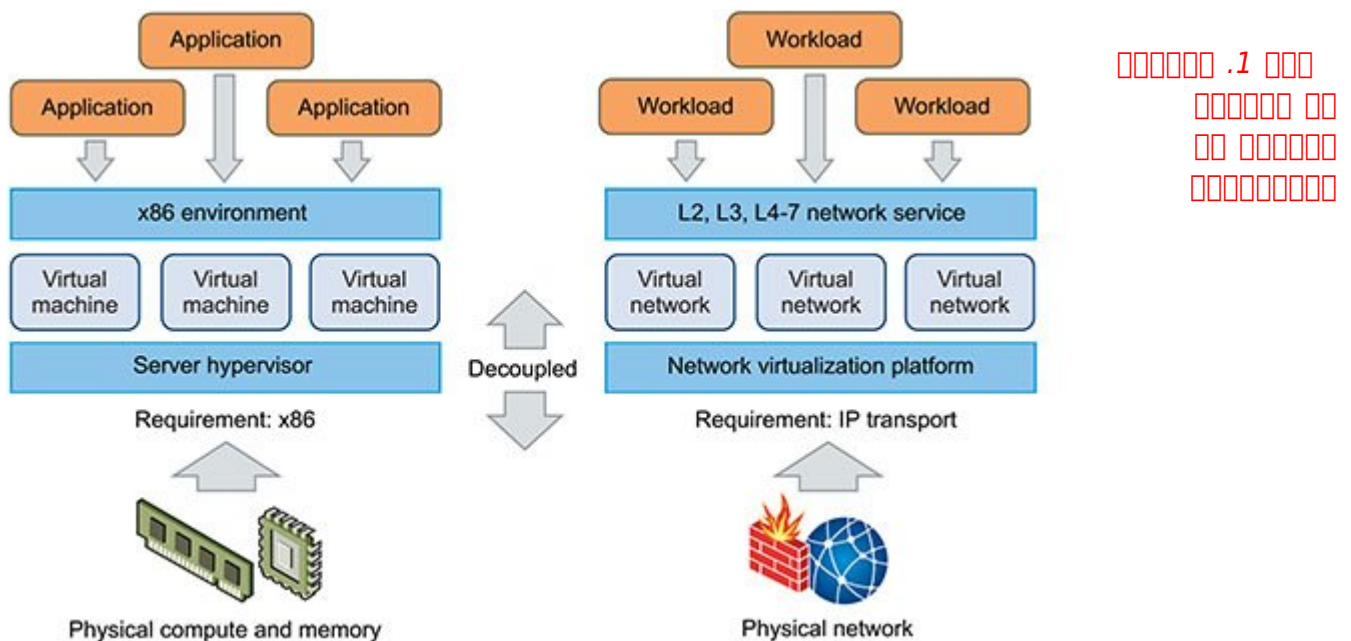 Application
Workload
Application
Application
Workload
Workload
x86 environment
L2, L3, L4-7 network service
Virtual machine
Virtual machine
Virtual machine
Virtual network
Virtual network
Virtual network
Server hypervisor
Decoupled
Network virtualization platform
Requirement: x86
Requirement: IP transport
Physical compute and memory
Physical network
.1